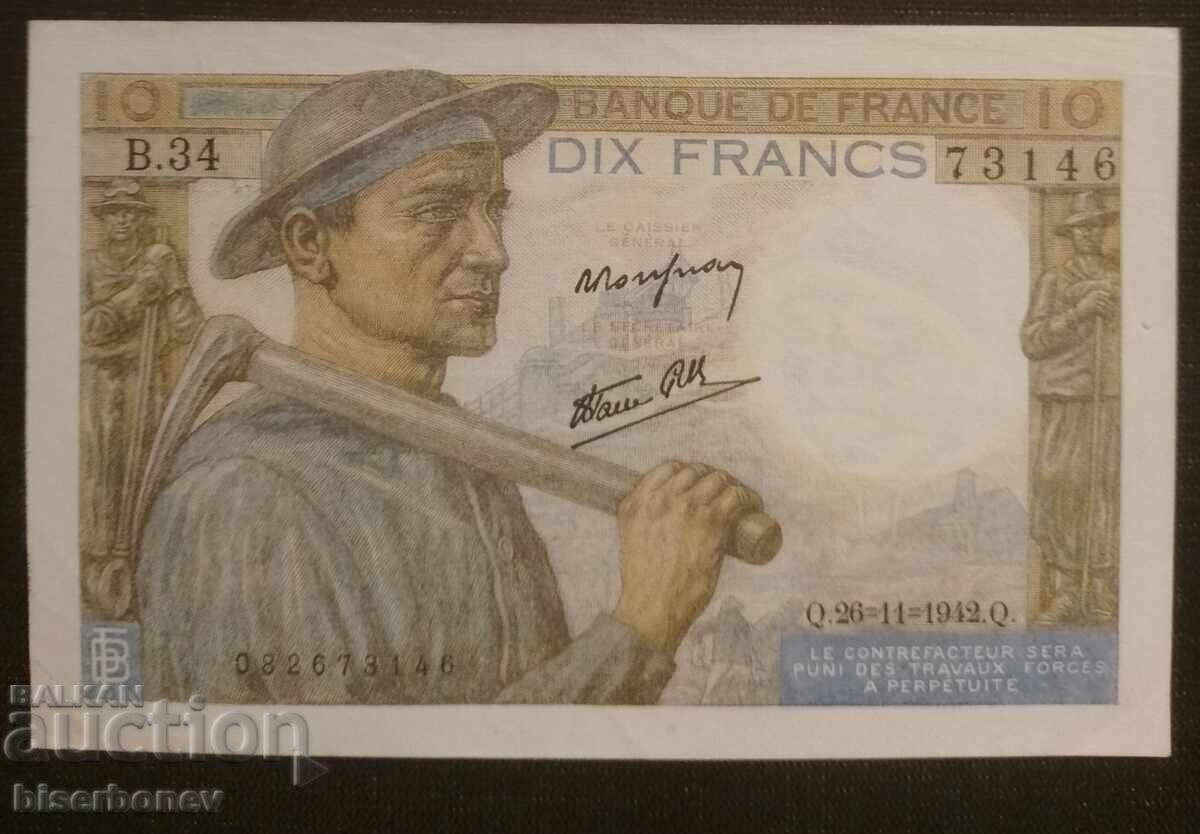 10 BANQUE DE FRANCE 10
B.34 DIX FRANCS 73146
LE CAISSIER
GÉNÉRAL
LE SECRÉTAIRE
GÉNÉRAL
Q.26=11=1942.Q.
082673146
LE CONTREFACTEUR SERA
PUNI DES TRAVAUX FORCÉS
A PERPÉTUITÉ
BALKAN
auction
biserbonev